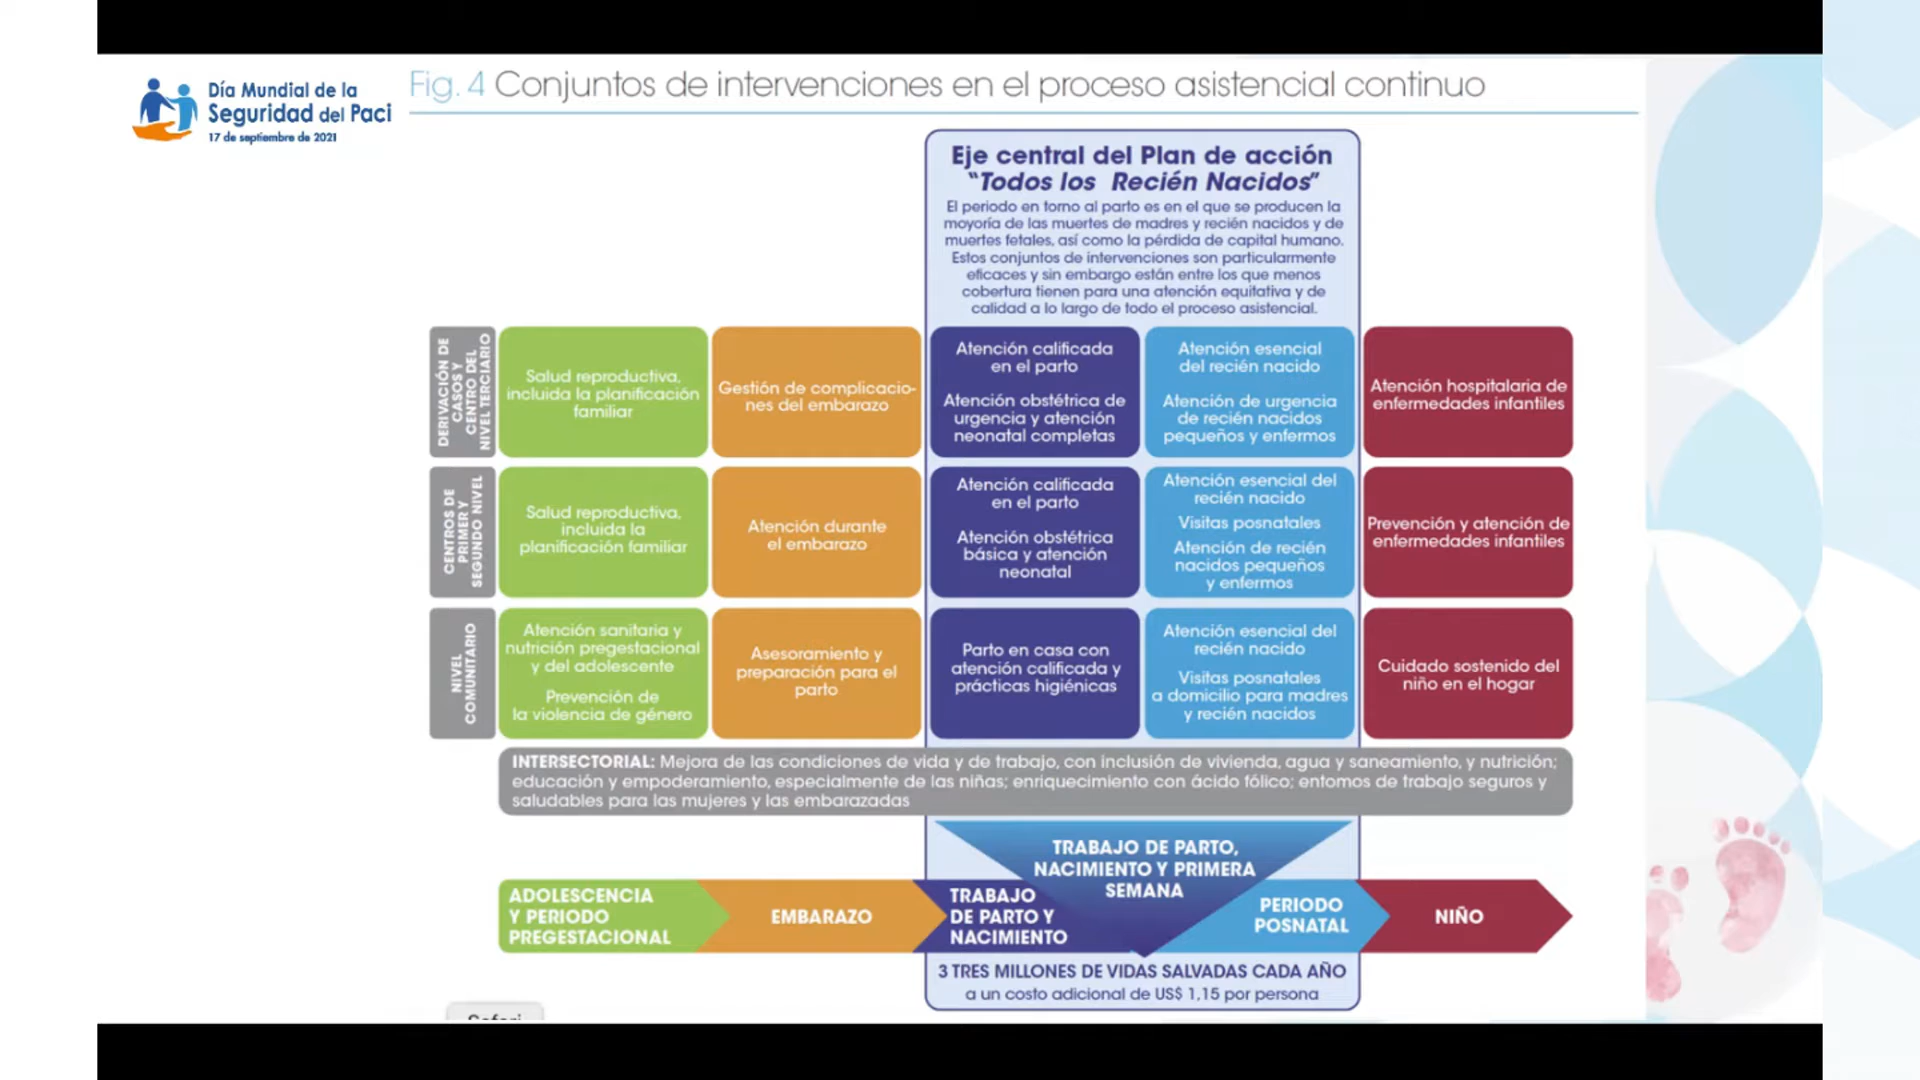 Día Mundial de la
Seguridad del Paci
17 de septiembre de 2021
Fig. 4 Conjuntos de intervenciones en el proceso asistencial continuo
Eje central del Plan de acción
"Todos los Recién Nacidos"
El periodo en torno al parto es en el que se producen la
moyoría de las muertes de madres y recién nacidos y de
muertes fetales, así como la pérdida de capital humano.
Estos conjuntos de intervenciones son particularmente
eficaces y sin embargo están entre los que menos
cobertura tienen para una atención equitativa y de
calidad a lo largo de todo el proceso asistencial.
DERIVACIÓN DE
CASOS Y
CENTRO DEL
NIVEL TERCIARIO
Salud reproductiva,
incluida la planificación
familiar
Gestión de complicacio-
nes del embarazo
Atención calificada
en el parto
Atención obstétrica de
urgencia y atención
neonatal completas
Atención esencial
del recién nacido
Atención de urgencia
de recién nacidos
pequeños y enfermos
Atención hospitalaria de
enfermedades infantiles
CENTROS DE
PRIMER Y
SEGUNDO NIVEL
Salud reproductiva,
incluida la
planificación familiar
Atención durante
el embarazo
Atención calificada
en el parto
Atención obstétrica
básica y atención
neonatal
Atención esencial del
recién nacido
Visitas posnatales
Atención de recién
nacidos pequeños
y enfermos
Prevención y atención de
enfermedades infantiles
NIVEL
COMUNITARIO
Atención sanitaria y
nutrición pregestacional
y del adolescente
Prevención de
la violencia de género
Asesoramiento y
preparación para el
parto
Parto en casa con
atención calificada y
prácticas higiénicas
Atención esencial del
recién nacido
Visitas posnatales
a domicilio para madres
y recién nacidos
Cuidado sostenido del
niño en el hogar
INTERSECTORIAL: Mejora de las condiciones de vida y de trabajo, con inclusión de vivienda, agua y saneamiento, y nutrición;
educación y empoderamiento, especialmente de las niñas; enriquecimiento con ácido fólico; entornos de trabajo seguros y
saludables para las mujeres y las embarazadas
TRABAJO DE PARTO,
NACIMIENTO Y PRIMERA
SEMANA
ADOLESCENCIA
Y PERIODO
PREGESTACIONAL
EMBARAZO
TRABAJO
DE PARTO Y
NACIMIENTO
PERIODO
POSNATAL
NIÑO
3 TRES MILLONES DE VIDAS SALVADAS CADA AÑO
a un costo adicional de US$ 1,15 por persona